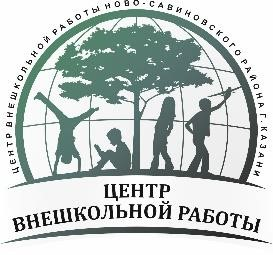 ЦЕНТР ВНЕШКОЛЬНОЙ РАБОТЫ НОВО-САВИНОВСКОГО РАЙОНА Г. КАЗАНИ
ЦЕНТР
ВНЕШКОЛЬНОЙ РАБОТЫ